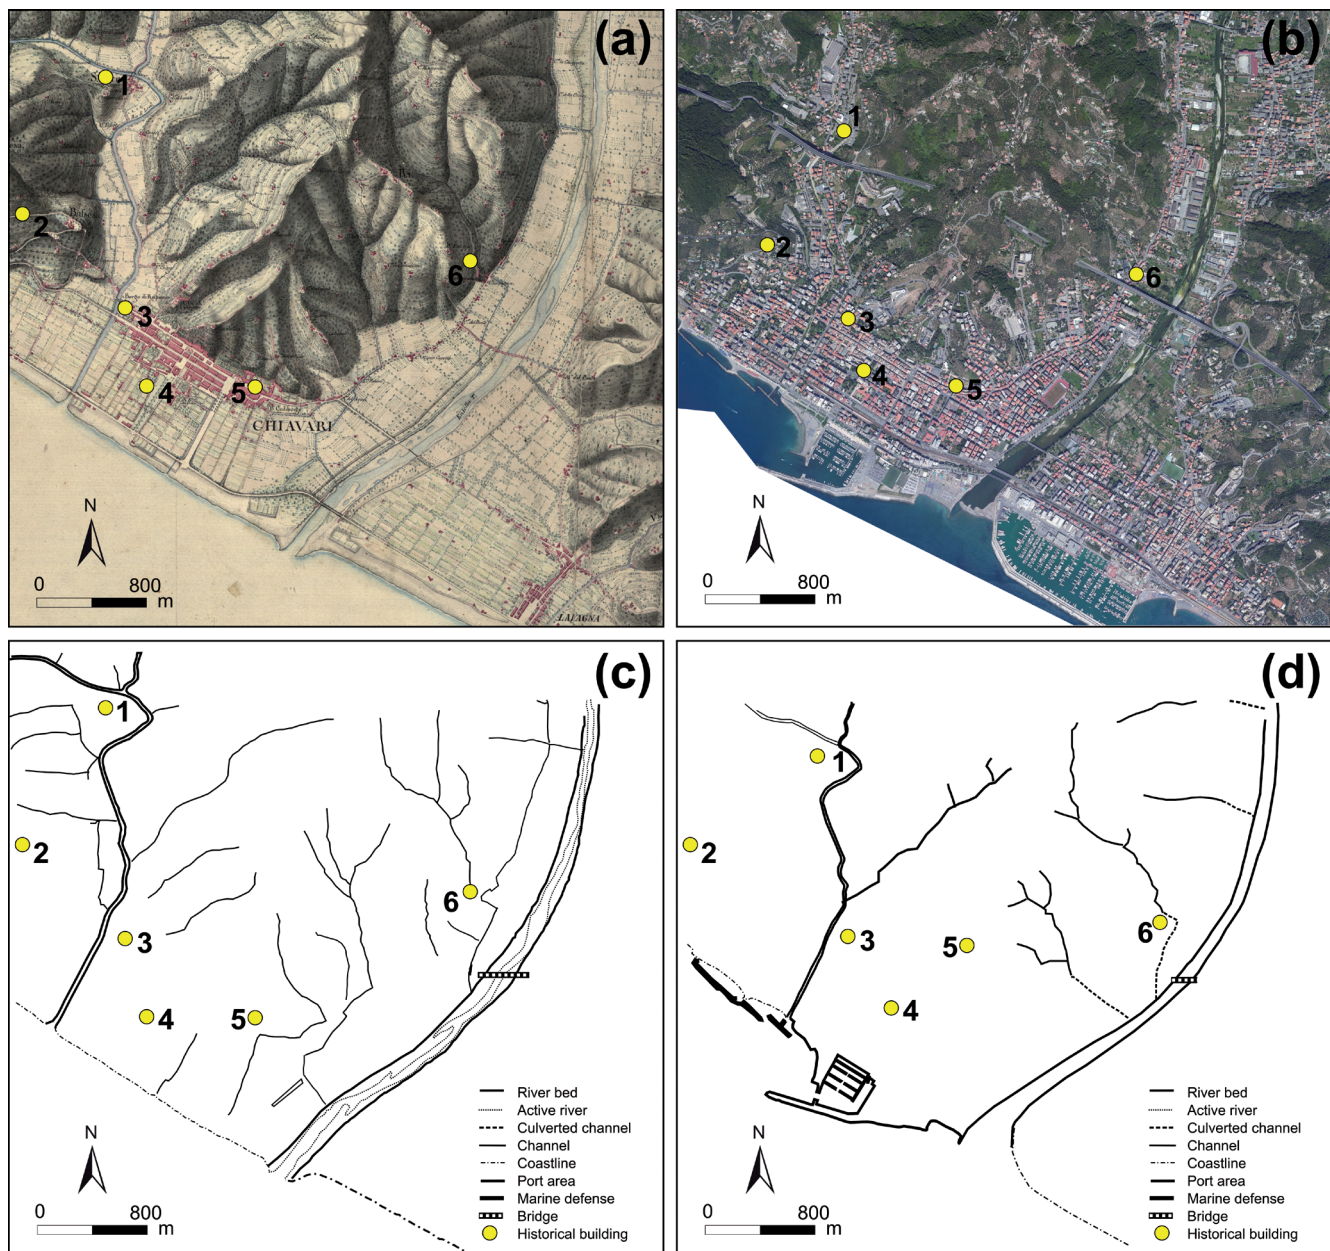 (a)
1
2
3
4
5
6
CHIAVARI
LAVAGNA
N
0 800
m
(b)
1
2
3
4
5
6
N
0 800
m
(c)
1
2
3
4
5
6
N
0 800
m
River bed
Active river
Culverted channel
Channel
Coastline
Port area
Marine defense
Bridge
Historical building
(d)
1
2
3
4
5
6
N
0 800
m
River bed
Active river
Culverted channel
Channel
Coastline
Port area
Marine defense
Bridge
Historical building